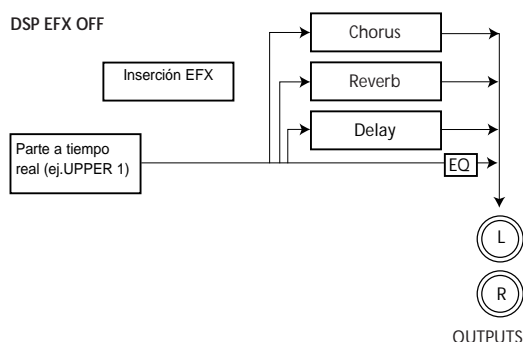 DSP EFX OFF
Chorus
Inserción EFX
Reverb
Delay
Parte a tiempo
real (ej.UPPER 1)
EQ
L
R
OUTPUTS